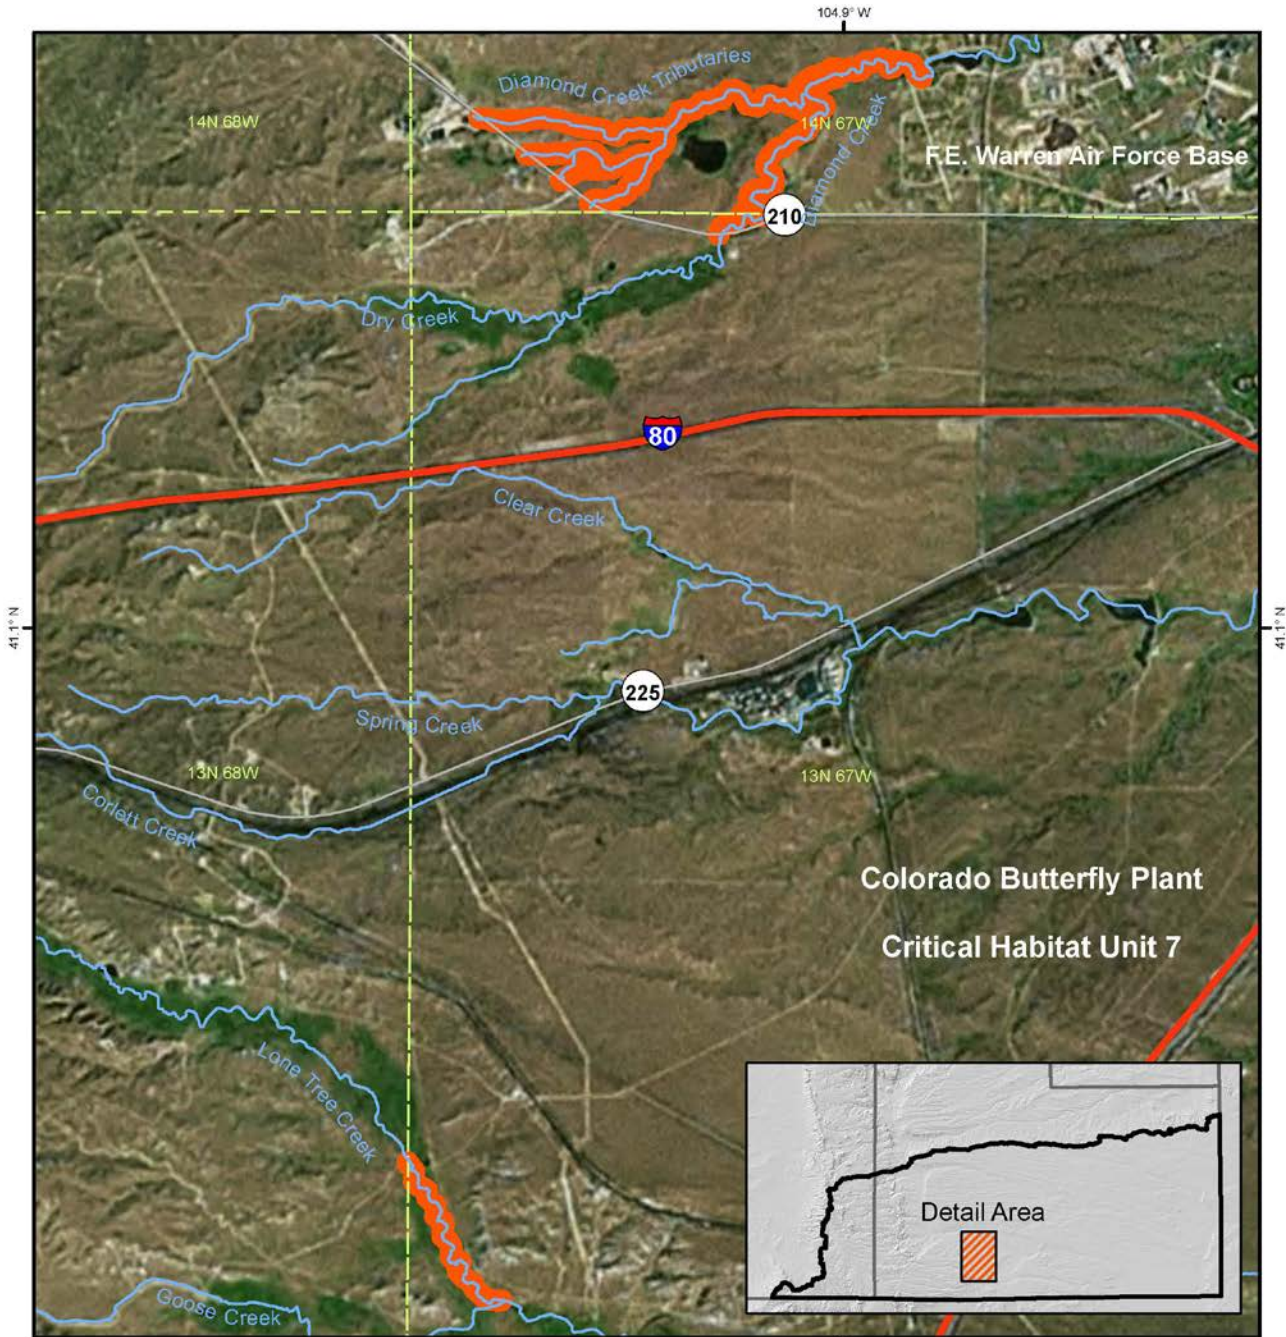 104.9° W
Diamond Creek Tributaries
14N 68W
14N 67W
Diamond Creek
F.E. Warren Air Force Base
210
Dry Creek
80
Clear Creek
41.1° N
41.1° N
225
Spring Creek
13N 68W
13N 67W
Corlett Creek
Colorado Butterfly Plant
Critical Habitat Unit 7
Lone Tree Creek
Detail Area
Goose Creek